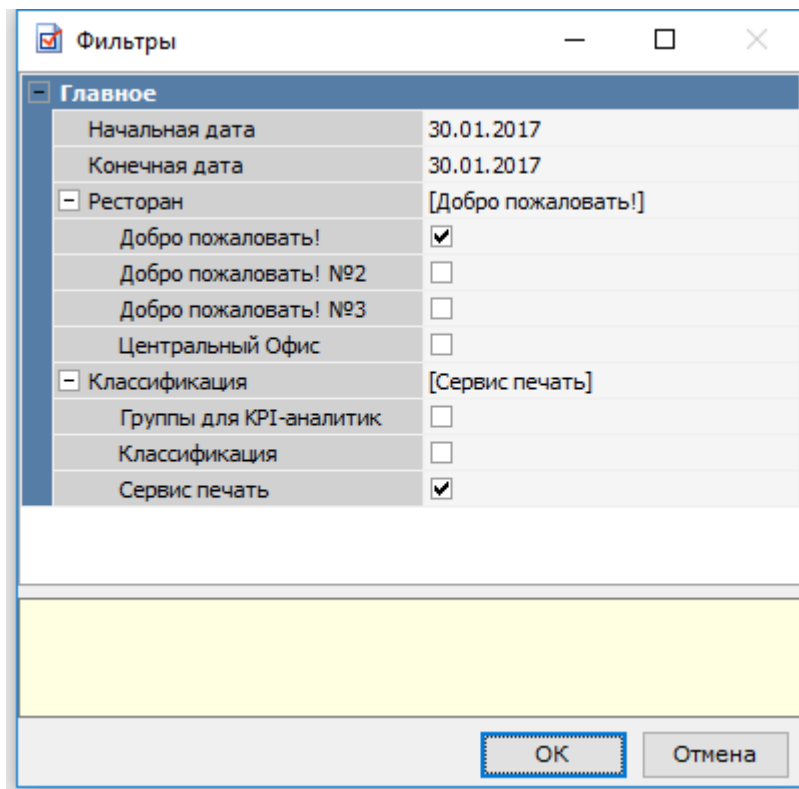 Фильтры
Главное
Начальная дата 30.01.2017
Конечная дата 30.01.2017
Ресторан [Добро пожаловать!]
Добро пожаловать!
Добро пожаловать! №2
Добро пожаловать! №3
Центральный Офис
Классификация [Сервис печать]
Группы для KPI-аналитик
Классификация
Сервис печать
ОК Отмена